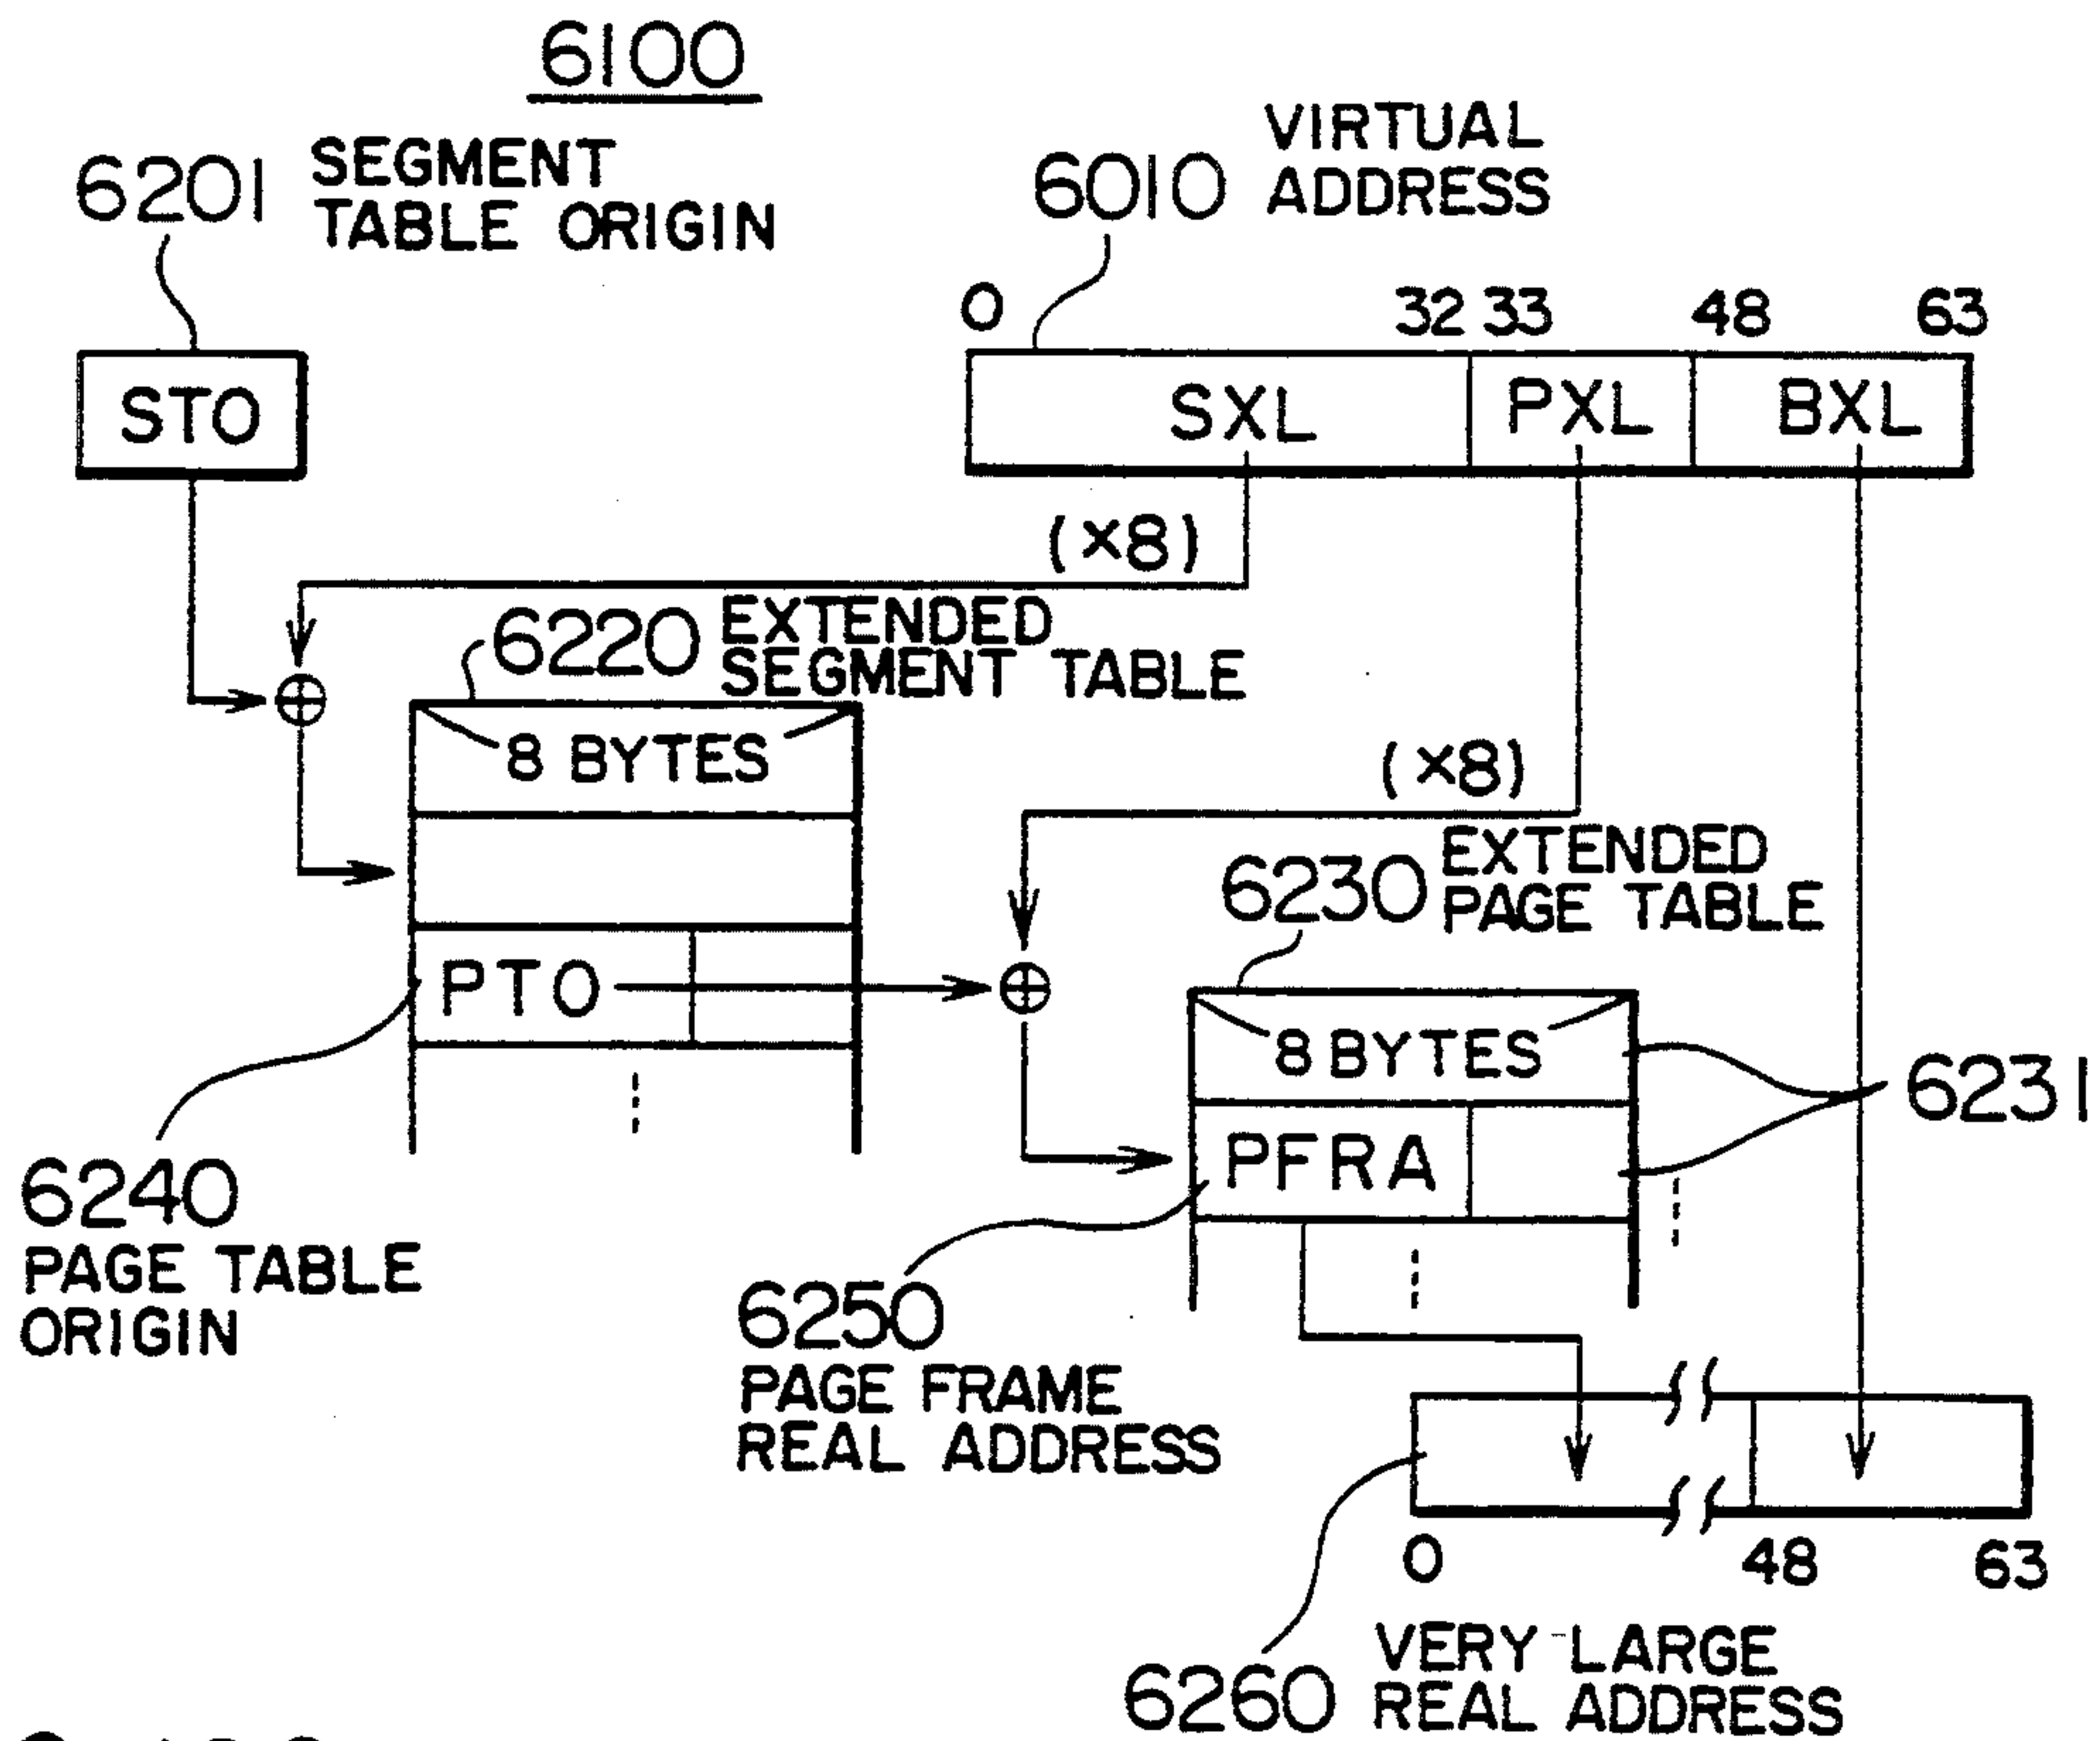 6100
6201 SEGMENT
TABLE ORIGIN
6010 VIRTUAL
ADDRESS
0 32 33 48 63
STO
SXL PXL BXL
(×8)
6220 EXTENDED
SEGMENT TABLE
8 BYTES
(×8)
6230 EXTENDED
PAGE TABLE
PTO
8 BYTES
6231
PFRA
6240
PAGE TABLE
ORIGIN
6250
PAGE FRAME
REAL ADDRESS
0 48 63
6260 VERY LARGE
REAL ADDRESS